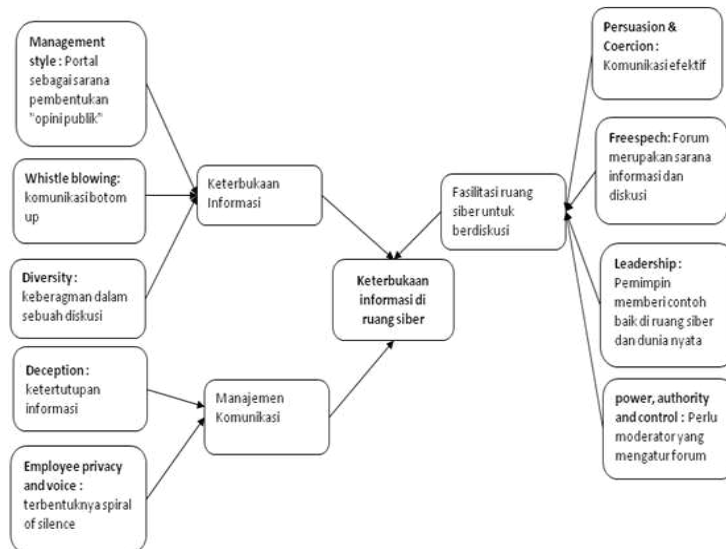 Management
style : Portal
sebagai sarana
pembentukan
"opini publik"
Whistle blowing:
komunikasi botom
up
Diversity :
keberagman dalam
sebuah diskusi
Deception :
ketertutupan
informasi
Employee privacy
and voice :
terbentuknya spiral
of silence
Keterbukaan
Informasi
Manajemen
Komunikasi
Keterbukaan
informasi di
ruang siber
Fasilitasi ruang
siber untuk
berdiskusi
Persuasion &
Coercion :
Komunikasi efektif
Freespech: Forum
merupakan sarana
informasi dan
diskusi
Leadership :
Pemimpin
memberi contoh
baik di ruang siber
dan dunia nyata
power, authority
and control : Perlu
moderator yang
mengatur forum